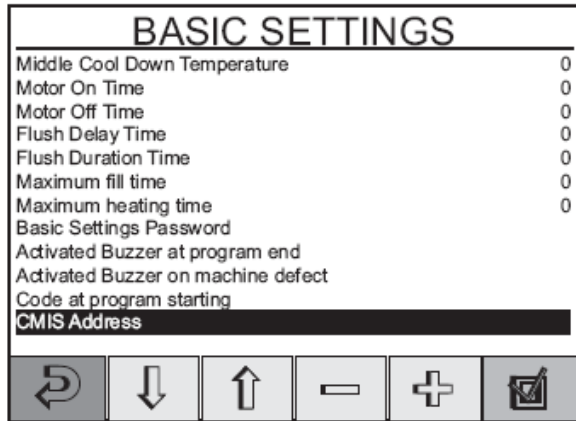 BASIC SETTINGS
Middle Cool Down Temperature 0
Motor On Time 0
Motor Off Time 0
Flush Delay Time 0
Flush Duration Time 0
Maximum fill time 0
Maximum heating time 0
Basic Settings Password
Activated Buzzer at program end
Activated Buzzer on machine defect
Code at program starting
CMIS Address